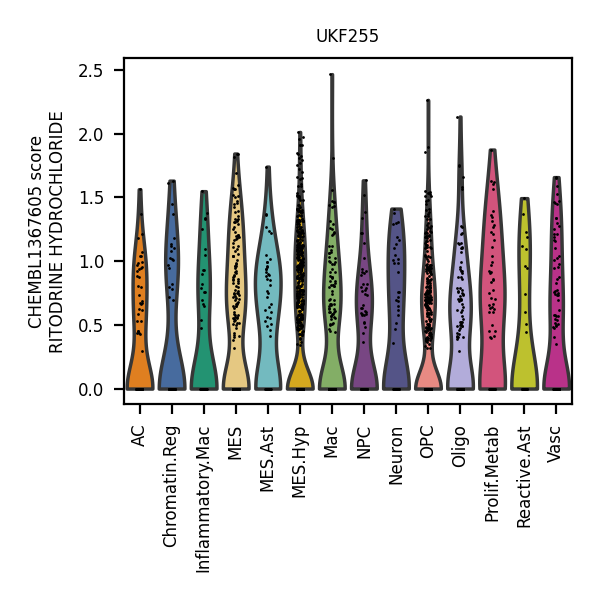 UKF255
CHEMBL1367605 score
RITODRINE HYDROCHLORIDE
2.5
2.0
1.5
1.0
0.5
0.0
AC
Chromatin.Reg
Inflammatory.Mac
MES
MES.Ast
MES.Hyp
Mac
NPC
Neuron
OPC
Oligo
Prolif.Metab
Reactive.Ast
Vasc